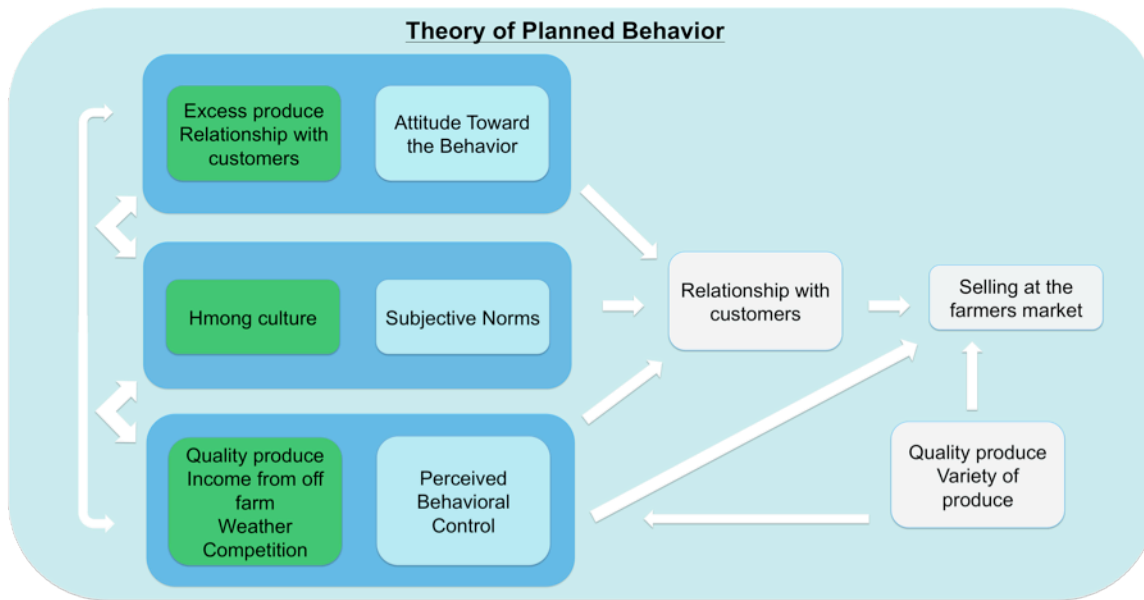 Theory of Planned Behavior
Excess produce
Relationship with
customers
Attitude Toward
the Behavior
Hmong culture
Subjective Norms
Relationship with
customers
Selling at the
farmers market
Quality produce
Income from off
farm
Weather
Competition
Perceived
Behavioral
Control
Quality produce
Variety of
produce